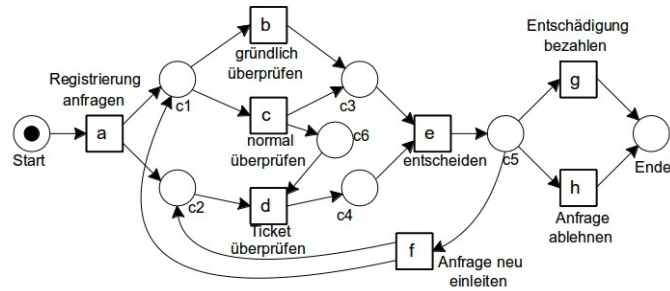 b
gründlich
überprüfen
Entschädigung
bezahlen
Registrierung
anfragen
c1
c3
g
a
c
c6
e
Start
normal
überprüfen
entscheiden
c5
Ende
c2
d
c4
h
Ticket
überprüfen
f
Anfrage
ablehnen
Anfrage neu
einleiten